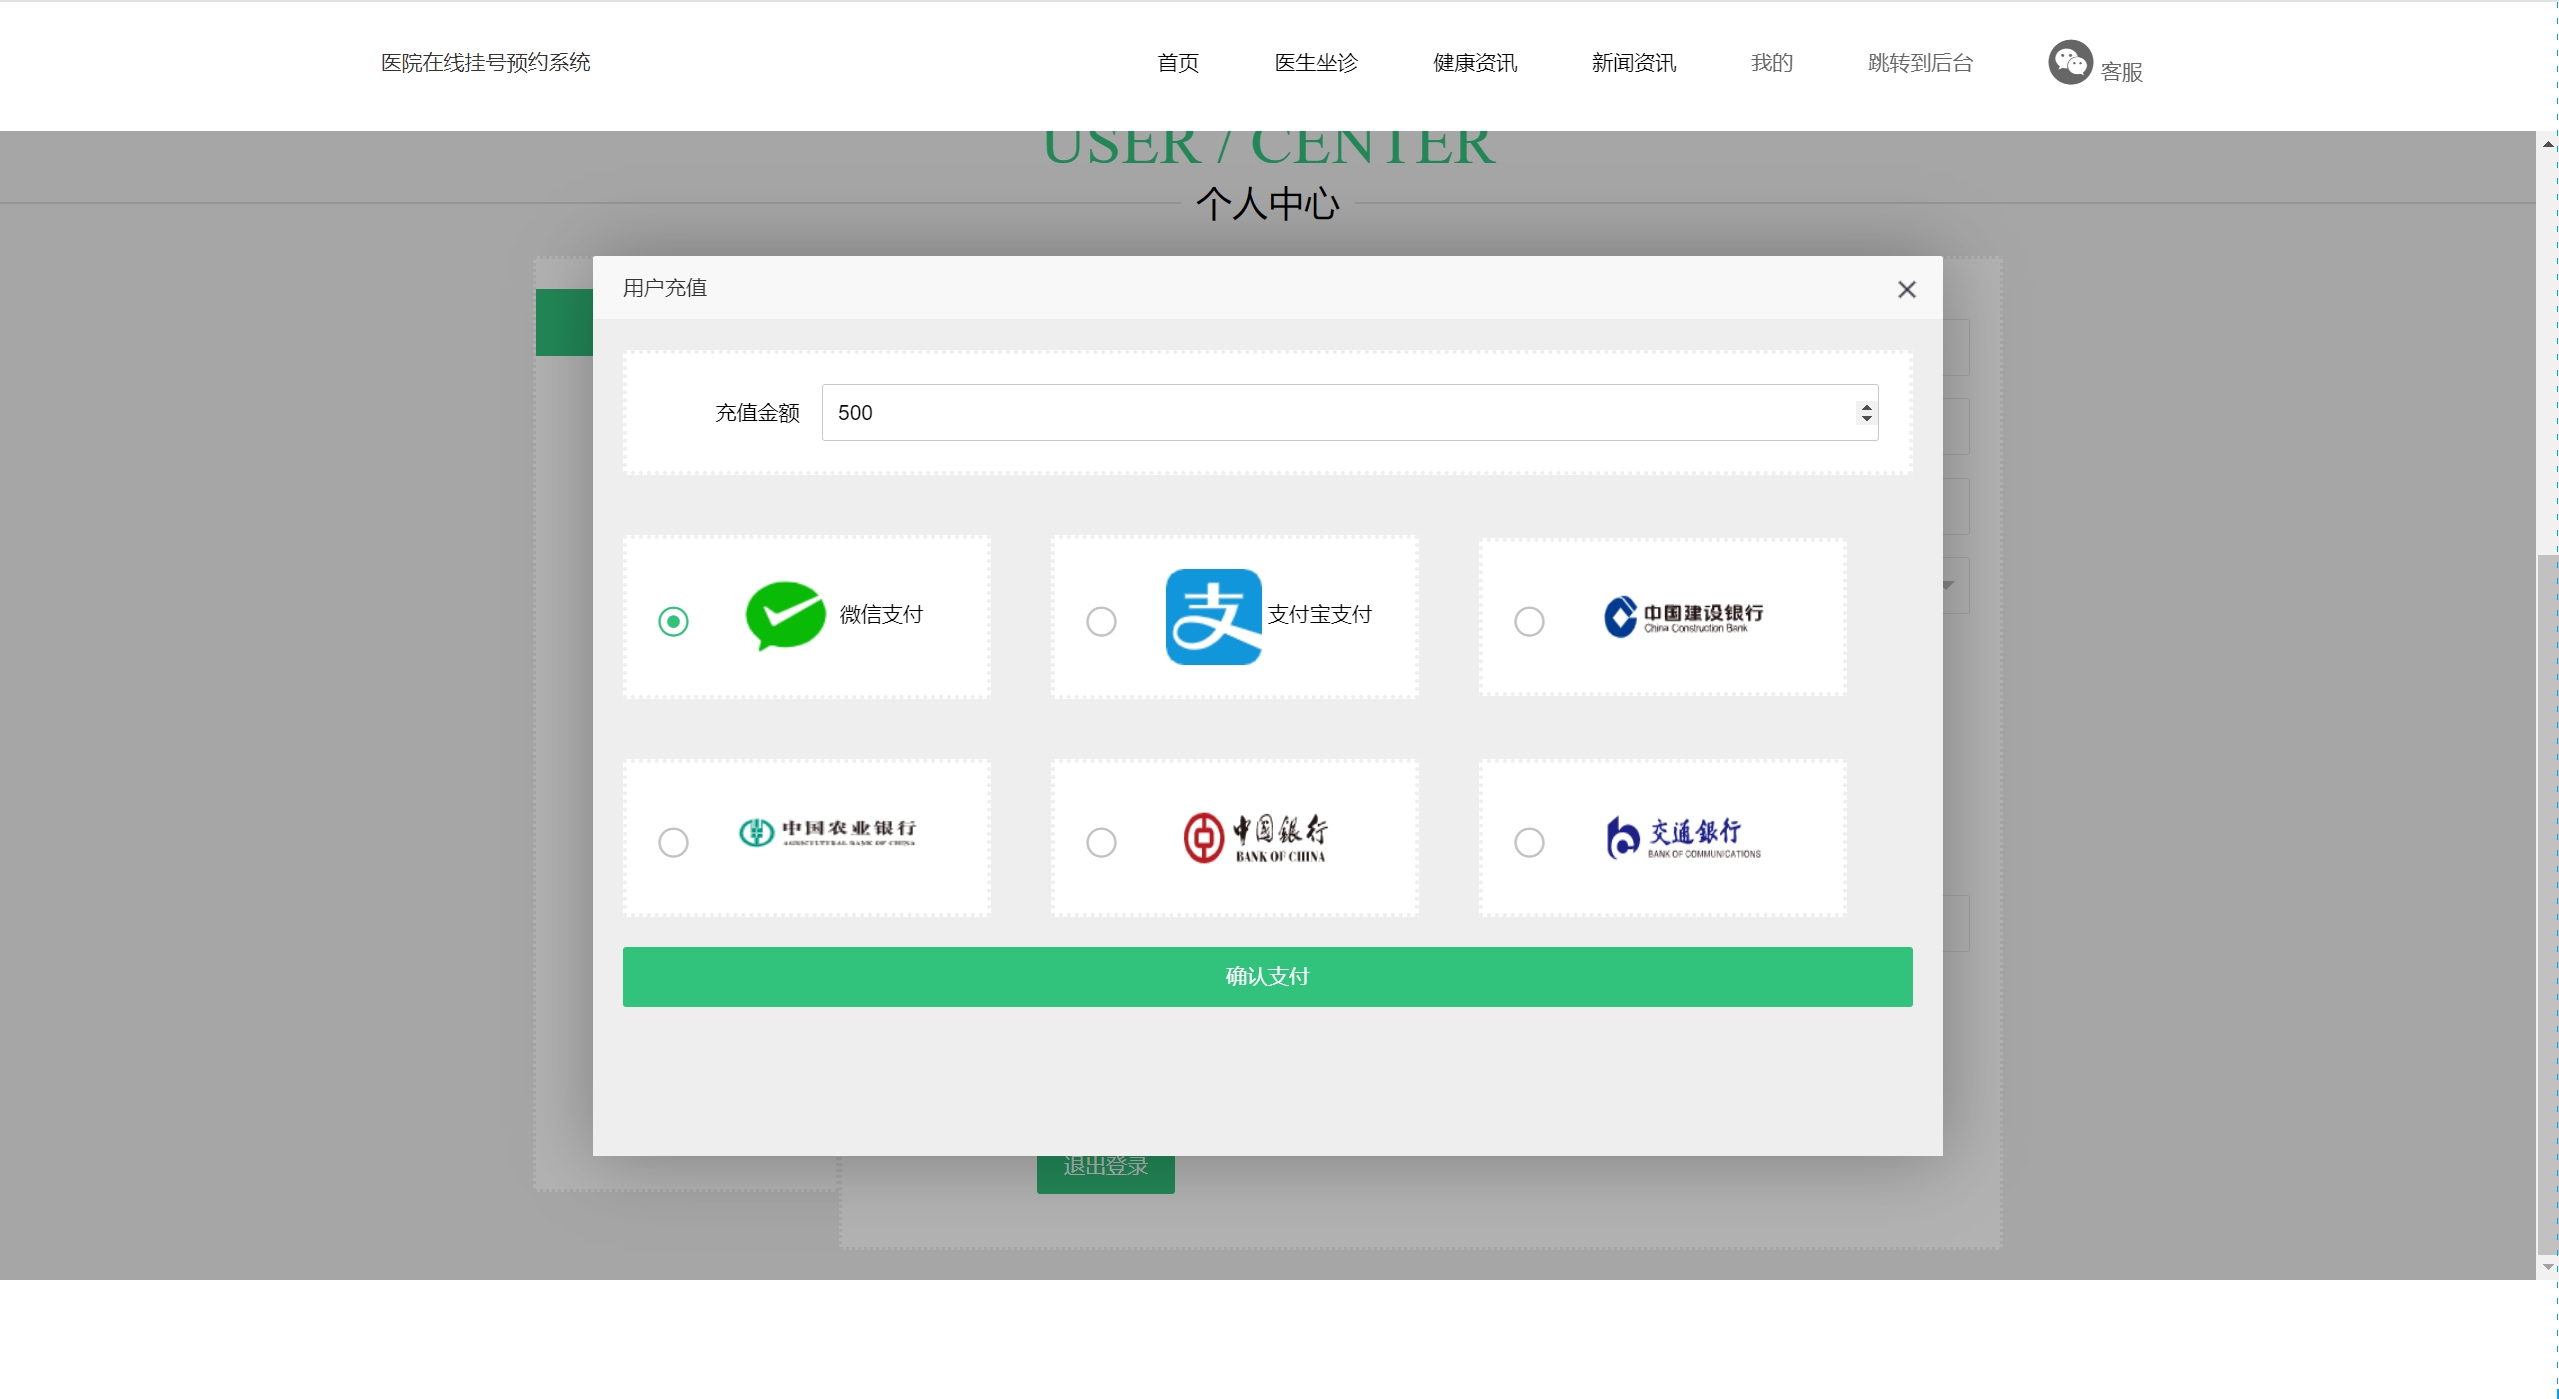 医院在线挂号预约系统
首页
医生坐诊
健康资讯
新闻资讯
我的
跳转到后台
客服
USER / CENTER
个人中心
用户充值
充值金额
500
微信支付
支
支付宝支付
中国建设银行
China Construction Bank
中国农业银行
AGRICULTURAL BANK OF CHINA
中国銀行
BANK OF CHINA
交通銀行
BANK OF COMMUNICATIONS
确认支付
退出登录